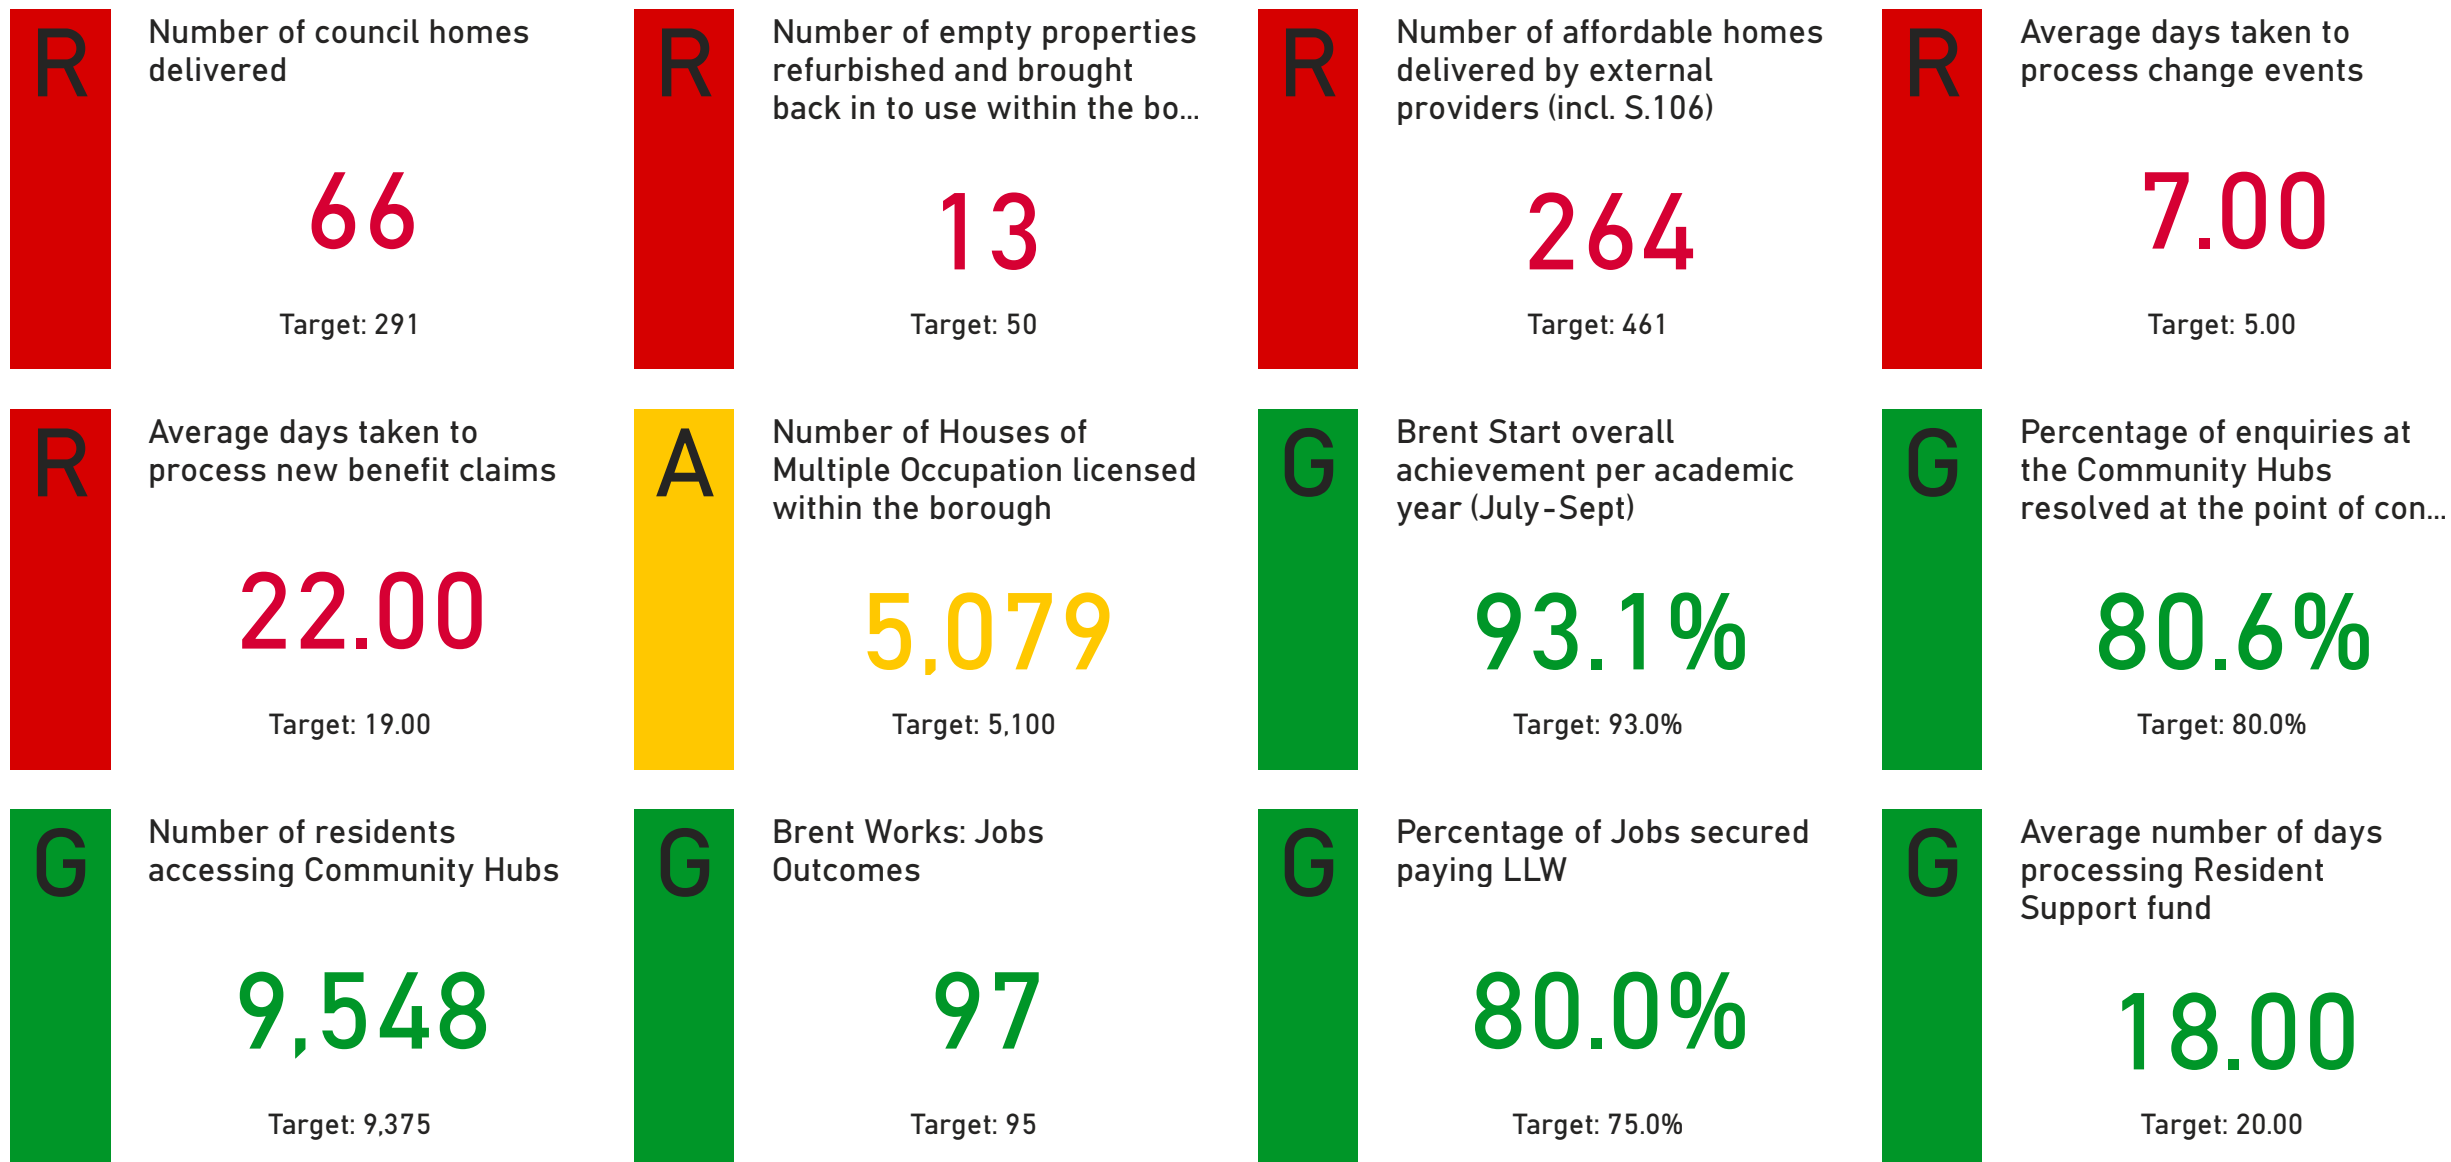 R
Number of council homes
delivered
66
Target: 291
R
Number of empty properties
refurbished and brought
back in to use within the bo...
13
Target: 50
R
Number of affordable homes
delivered by external
providers (incl. S.106)
264
Target: 461
R
Average days taken to
process change events
7.00
Target: 5.00
R
Average days taken to
process new benefit claims
22.00
Target: 19.00
A
Number of Houses of
Multiple Occupation licensed
within the borough
5,079
Target: 5,100
G
Brent Start overall
achievement per academic
year (July-Sept)
93.1%
Target: 93.0%
G
Percentage of enquiries at
the Community Hubs
resolved at the point of con...
80.6%
Target: 80.0%
G
Number of residents
accessing Community Hubs
9,548
Target: 9,375
G
Brent Works: Jobs
Outcomes
97
Target: 95
G
Percentage of Jobs secured
paying LLW
80.0%
Target: 75.0%
G
Average number of days
processing Resident
Support fund
18.00
Target: 20.00